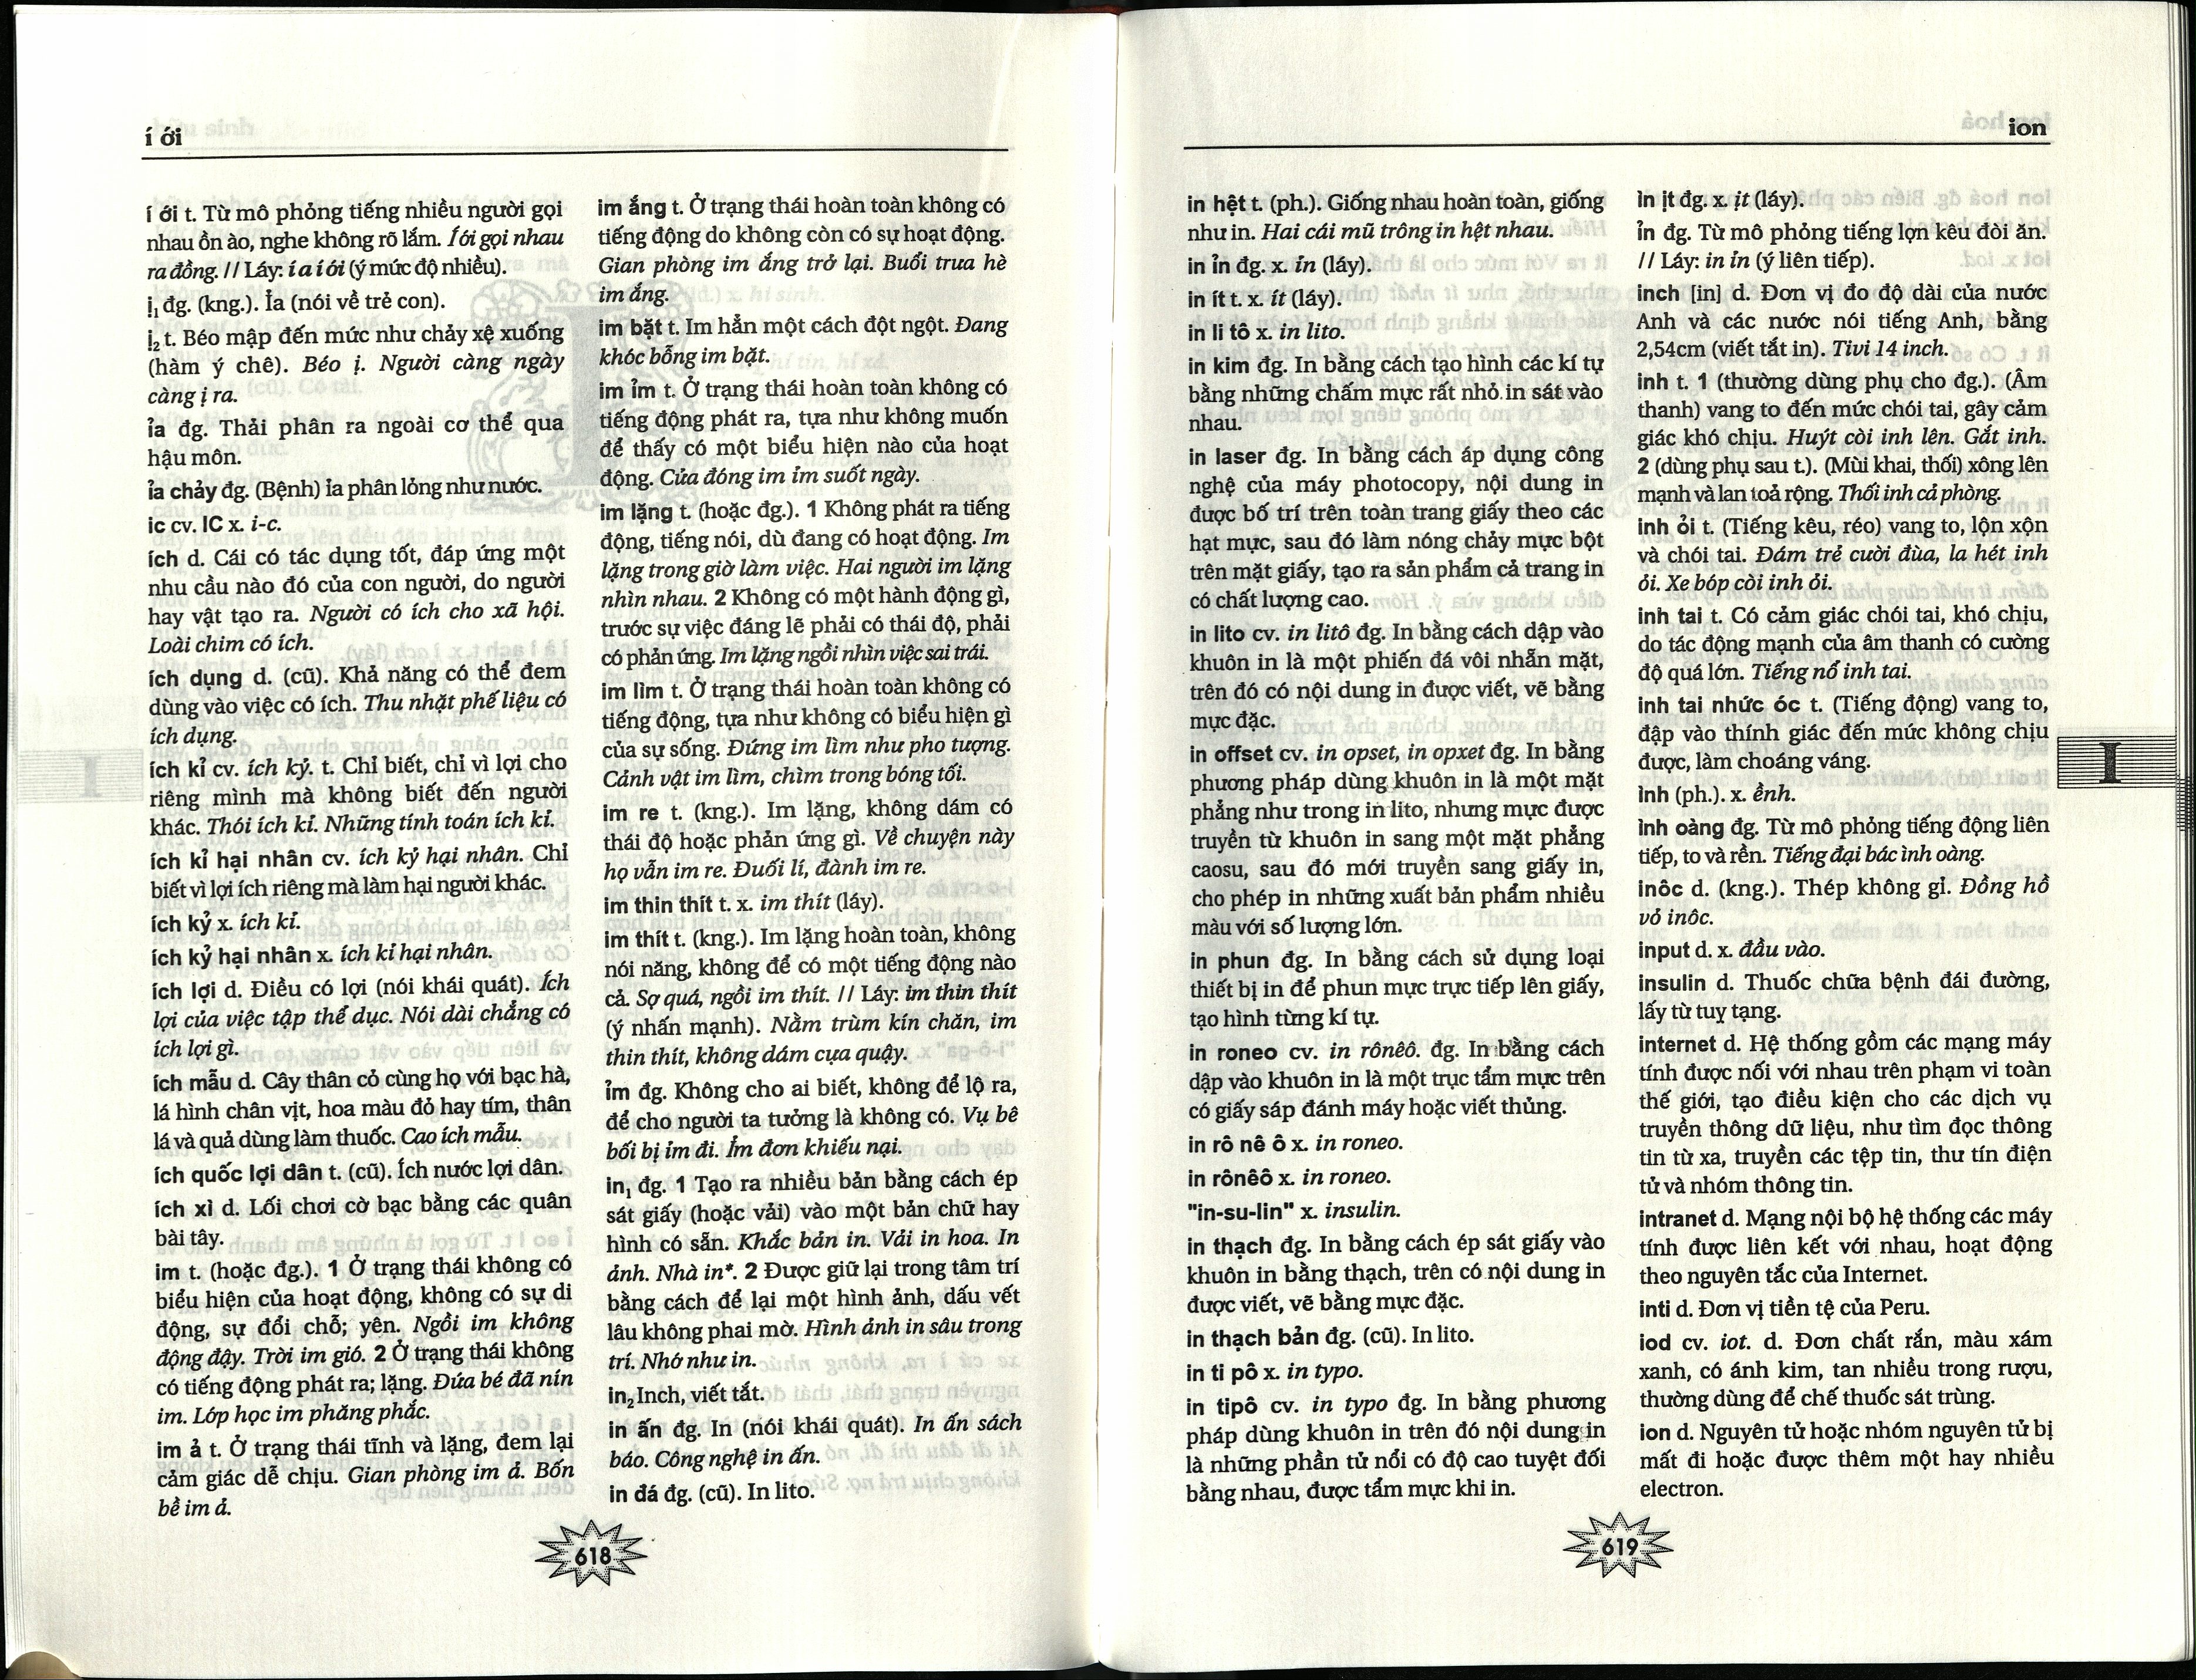 í ới
í ới t. Từ mô phỏng tiếng nhiều người gọi
nhau ồn ào, nghe không rõ lắm. Í ới gọi nhau
ra đồng. // Láy: í a í ới (ý mức độ nhiều).
ị1 đg. (kng.). Ỉa (nói về trẻ con).
ị2 t. Béo mập đến mức như chảy xệ xuống
(hàm ý chê). Béo ị. Người càng ngày
càng ị ra.
ỉa đg. Thải phân ra ngoài cơ thể qua
hậu môn.
ỉa chảy đg. (Bệnh) ỉa phân lỏng như nước.
ic cv. IC x. i-c.
ích d. Cái có tác dụng tốt, đáp ứng một
nhu cầu nào đó của con người, do người
hay vật tạo ra. Người có ích cho xã hội.
Loài chim có ích.
ích dụng d. (cũ). Khả năng có thể đem
dùng vào việc có ích. Thu nhặt phế liệu có
ích dụng.
ích kỉ cv. ích kỷ. t. Chỉ biết, chỉ vì lợi cho
riêng mình mà không biết đến người
khác. Thói ích kỉ. Những tính toán ích kỉ.
ích kỉ hại nhân cv. ích kỷ hại nhân. Chỉ
biết vì lợi ích riêng mà làm hại người khác.
ích kỷ x. ích kỉ.
ích kỷ hại nhân x. ích kỉ hại nhân.
ích lợi d. Điều có lợi (nói khái quát). Ích
lợi của việc tập thể dục. Nói dài chẳng có
ích lợi gì.
ích mẫu d. Cây thân cỏ cùng họ với bạc hà,
lá hình chân vịt, hoa màu đỏ hay tím, thân
lá và quả dùng làm thuốc. Cao ích mẫu.
ích quốc lợi dân t. (cũ). Ích nước lợi dân.
ích xì d. Lối chơi cờ bạc bằng các quân
bài tây.
im t. (hoặc đg.). 1 Ở trạng thái không có
biểu hiện của hoạt động, không có sự di
động, sự đổi chỗ; yên. Ngồi im không
động đậy. Trời im gió. 2 Ở trạng thái không
có tiếng động phát ra; lặng. Đứa bé đã nín
im. Lớp học im phăng phắc.
im ả t. Ở trạng thái tĩnh và lặng, đem lại
cảm giác dễ chịu. Gian phòng im ả. Bốn
bề im ả.
im ắng t. Ở trạng thái hoàn toàn không có
tiếng động do không còn có sự hoạt động.
Gian phòng im ắng trở lại. Buổi trưa hè
im ắng.
im bặt t. Im hẳn một cách đột ngột. Đang
khóc bỗng im bặt.
im ỉm t. Ở trạng thái hoàn toàn không có
tiếng động phát ra, tựa như không muốn
để thấy có một biểu hiện nào của hoạt
động. Cửa đóng im ỉm suốt ngày.
im lặng t. (hoặc đg.). 1 Không phát ra tiếng
động, tiếng nói, dù đang có hoạt động. Im
lặng trong giờ làm việc. Hai người im lặng
nhìn nhau. 2 Không có một hành động gì,
trước sự việc đáng lẽ phải có thái độ, phải
có phản ứng. Im lặng ngồi nhìn việc sai trái.
im lìm t. Ở trạng thái hoàn toàn không có
tiếng động, tựa như không có biểu hiện gì
của sự sống. Đứng im lìm như pho tượng.
Cảnh vật im lìm, chìm trong bóng tối.
im re t. (kng.). Im lặng, không dám có
thái độ hoặc phản ứng gì. Về chuyện này
họ vẫn im re. Đuối lí, đành im re.
im thin thít t. x. im thít (láy).
im thít t. (kng.). Im lặng hoàn toàn, không
nói năng, không để có một tiếng động nào
cả. Sợ quá, ngồi im thít. // Láy: im thin thít
(ý nhấn mạnh). Nằm trùm kín chăn, im
thin thít, không dám cựa quậy.
ỉm đg. Không cho ai biết, không để lộ ra,
để cho người ta tưởng là không có. Vụ bê
bối bị ỉm đi. Ỉm đơn khiếu nại.
in1 đg. 1 Tạo ra nhiều bản bằng cách ép
sát giấy (hoặc vải) vào một bản chữ hay
hình có sẵn. Khắc bản in. Vải in hoa. In
ảnh. Nhà in*. 2 Được giữ lại trong tâm trí
bằng cách để lại một hình ảnh, dấu vết
lâu không phai mờ. Hình ảnh in sâu trong
trí. Nhớ như in.
in2 Inch, viết tắt.
in ấn đg. In (nói khái quát). In ấn sách
báo. Công nghệ in ấn.
in đá đg. (cũ). In lito.
618
ion
in hệt t. (ph.). Giống nhau hoàn toàn, giống
như in. Hai cái mũ trông in hệt nhau.
in ỉn đg. x. ỉn (láy).
in ít t. x. ít (láy).
in li tô x. in lito.
in kim đg. In bằng cách tạo hình các kí tự
bằng những chấm mực rất nhỏ in sát vào
nhau.
in laser đg. In bằng cách áp dụng công
nghệ của máy photocopy, nội dung in
được bố trí trên toàn trang giấy theo các
hạt mực, sau đó làm nóng chảy mực bột
trên mặt giấy, tạo ra sản phẩm cả trang in
có chất lượng cao.
in lito cv. in litô đg. In bằng cách dập vào
khuôn in là một phiến đá vôi nhẵn mặt,
trên đó có nội dung in được viết, vẽ bằng
mực đặc.
in offset cv. in opset, in opxet đg. In bằng
phương pháp dùng khuôn in là một mặt
phẳng như trong in lito, nhưng mực được
truyền từ khuôn in sang một mặt phẳng
caosu, sau đó mới truyền sang giấy in,
cho phép in những xuất bản phẩm nhiều
màu với số lượng lớn.
in phun đg. In bằng cách sử dụng loại
thiết bị in để phun mực trực tiếp lên giấy,
tạo hình từng kí tự.
in roneo cv. in rônêô. đg. In bằng cách
dập vào khuôn in là một trục tẩm mực trên
có giấy sáp đánh máy hoặc viết thủng.
in rô nê ô x. in roneo.
in rônêô x. in roneo.
"in-su-lin" x. insulin.
in thạch đg. In bằng cách ép sát giấy vào
khuôn in bằng thạch, trên có nội dung in
được viết, vẽ bằng mực đặc.
in thạch bản đg. (cũ). In lito.
in ti pô x. in typo.
in tipô cv. in typo đg. In bằng phương
pháp dùng khuôn in trên đó nội dung in
là những phần tử nổi có độ cao tuyệt đối
bằng nhau, được tẩm mực khi in.
ìn ịt đg. x. ịt (láy).
ỉn đg. Từ mô phỏng tiếng lợn kêu đòi ăn.
// Láy: in ỉn (ý liên tiếp).
inch [in] d. Đơn vị đo độ dài của nước
Anh và các nước nói tiếng Anh, bằng
2,54cm (viết tắt in). Tivi 14 inch.
inh t. 1 (thường dùng phụ cho đg.). (Âm
thanh) vang to đến mức chói tai, gây cảm
giác khó chịu. Huýt còi inh lên. Gắt inh.
2 (dùng phụ sau t.). (Mùi khai, thối) xông lên
mạnh và lan toả rộng. Thối inh cả phòng.
inh ỏi t. (Tiếng kêu, réo) vang to, lộn xộn
và chói tai. Đám trẻ cười đùa, la hét inh
ỏi. Xe bóp còi inh ỏi.
inh tai t. Có cảm giác chói tai, khó chịu,
do tác động mạnh của âm thanh có cường
độ quá lớn. Tiếng nổ inh tai.
inh tai nhức óc t. (Tiếng động) vang to,
đập vào thính giác đến mức không chịu
được, làm choáng váng.
ình (ph.). x. ềnh.
ình oàng đg. Từ mô phỏng tiếng động liên
tiếp, to và rền. Tiếng đại bác ình oàng.
inôc d. (kng.). Thép không gỉ. Đồng hồ
vỏ inôc.
input d. x. đầu vào.
insulin d. Thuốc chữa bệnh đái đường,
lấy từ tuỵ tạng.
internet d. Hệ thống gồm các mạng máy
tính được nối với nhau trên phạm vi toàn
thế giới, tạo điều kiện cho các dịch vụ
truyền thông dữ liệu, như tìm đọc thông
tin từ xa, truyền các tệp tin, thư tín điện
tử và nhóm thông tin.
intranet d. Mạng nội bộ hệ thống các máy
tính được liên kết với nhau, hoạt động
theo nguyên tắc của Internet.
inti d. Đơn vị tiền tệ của Peru.
iod cv. iot. d. Đơn chất rắn, màu xám
xanh, có ánh kim, tan nhiều trong rượu,
thường dùng để chế thuốc sát trùng.
ion d. Nguyên tử hoặc nhóm nguyên tử bị
mất đi hoặc được thêm một hay nhiều
electron.
I
619